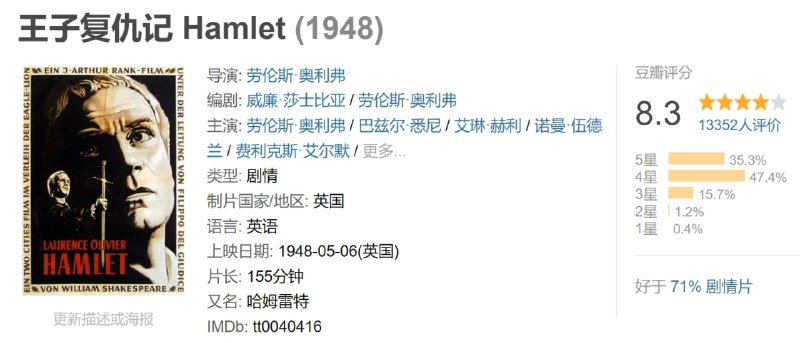 王子复仇记 Hamlet (1948)
EIN J·ARTHUR RANK-FILM
EIN TWO CITIES FILM IM VERLEIH DER EAGLE-LION
UNTER DER LEITUNG VON FILIPPO DEL GIUDICE
LAURENCE OLIVIER
HAMLET
VON WILLIAM SHAKESPEARE
更新描述或海报
导演: 劳伦斯·奥利弗
编剧: 威廉·莎士比亚 / 劳伦斯·奥利弗
主演: 劳伦斯·奥利弗 / 巴兹尔·悉尼 / 艾琳·赫利 / 诺曼·伍德
兰 / 费利克斯·艾尔默 / 更多...
类型: 剧情
制片国家/地区: 英国
语言: 英语
上映日期: 1948-05-06(英国)
片长: 155分钟
又名: 哈姆雷特
IMDb: tt0040416
豆瓣评分
8.3
13352人评价
5星 35.3%
4星 47.4%
3星 15.7%
2星 1.2%
1星 0.4%
好于 71% 剧情片